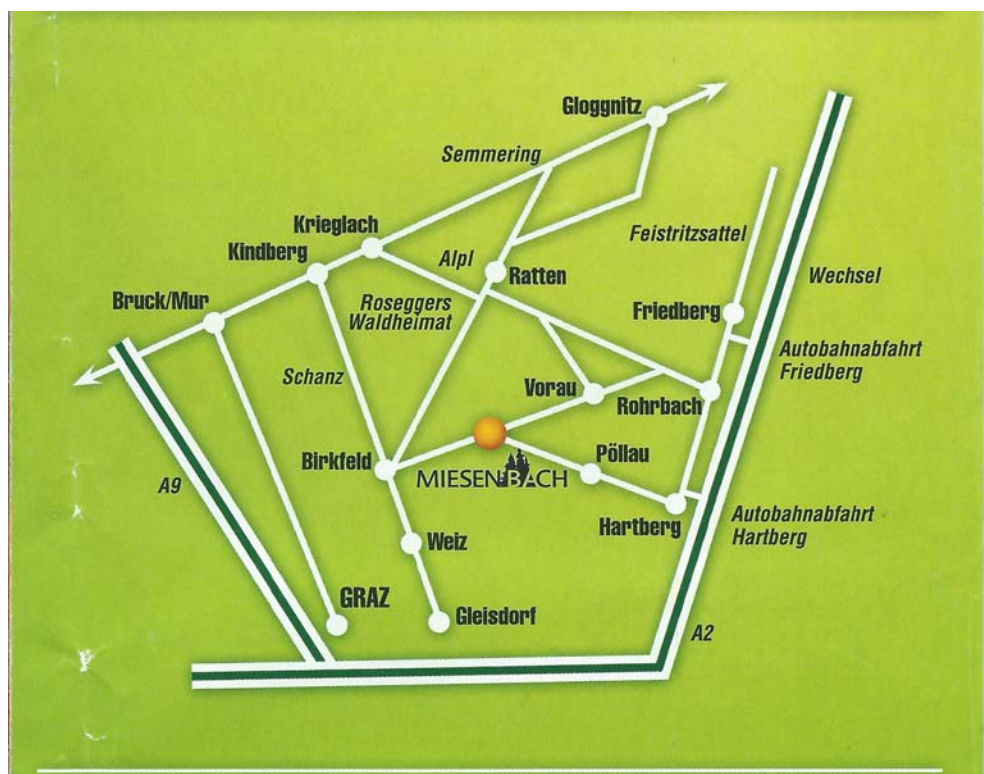 Gloggnitz
Semmering
Krieglach
Feistritzsattel
Kindberg
Alpl
Ratten
Wechsel
Bruck/Mur
Roseggers
Waldheimat
Friedberg
Autobahnabfahrt
Friedberg
Schanz
Vorau
Rohrbach
Birkfeld
Pöllau
MIESENBACH
A9
Hartberg
Autobahnabfahrt
Hartberg
Weiz
GRAZ
Gleisdorf
A2